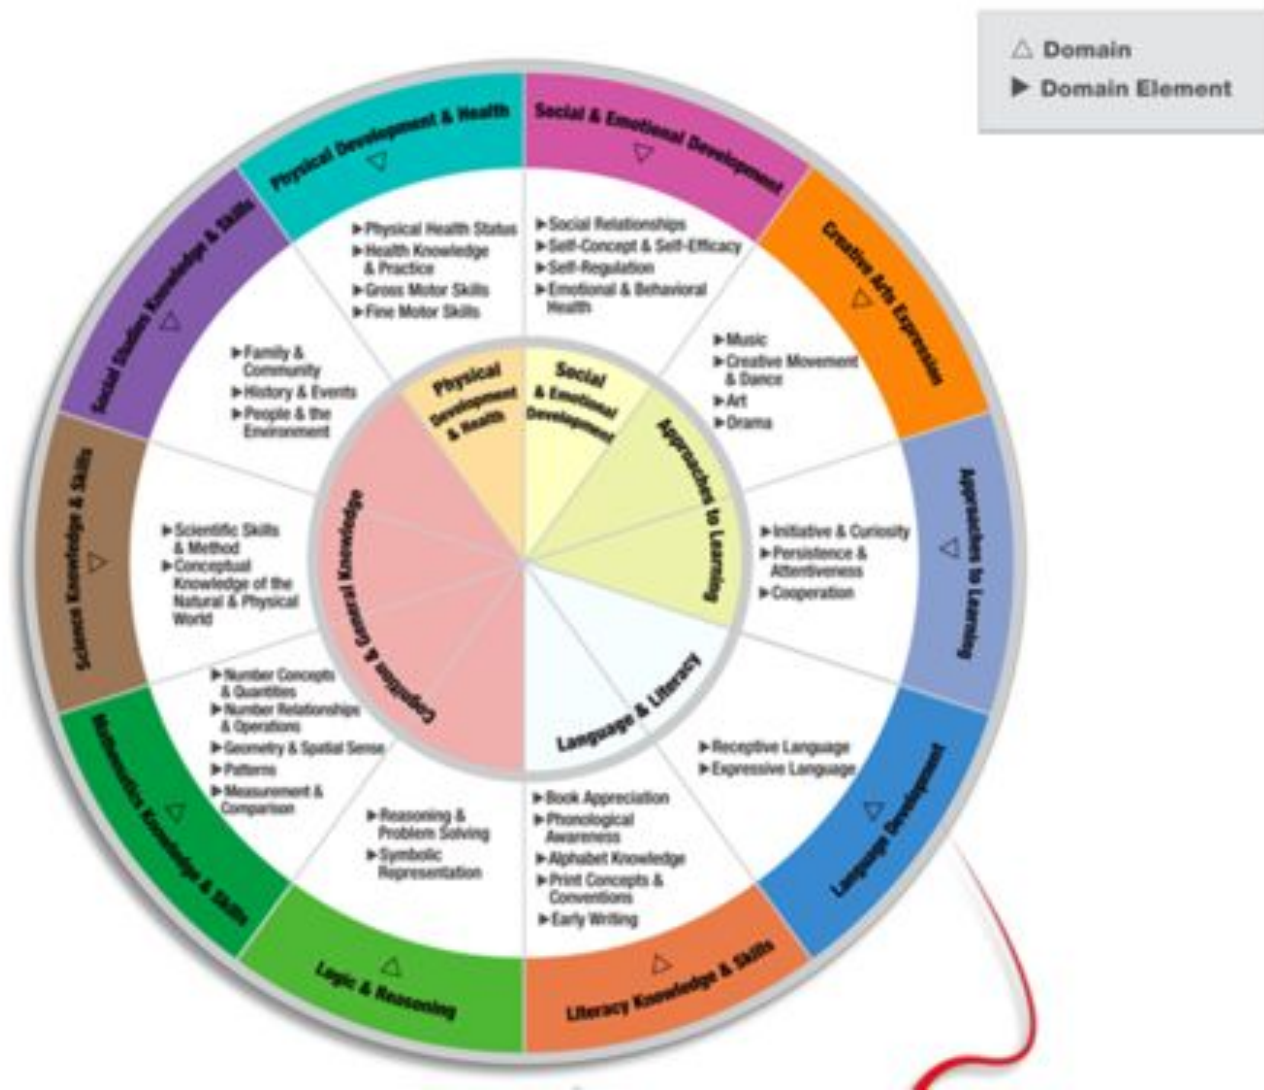 Domain
Domain Element
Physical Development & Health
Social & Emotional Development
Creative Arts Expression
Approaches to Learning
Language Development
Literacy Knowledge & Skills
Logic & Reasoning
Mathematics Knowledge & Skills
Science Knowledge & Skills
Social Studies Knowledge & Skills
Physical Health Status
Health Knowledge
& Practice
Gross Motor Skills
Fine Motor Skills
Social Relationships
Self-Concept & Self-Efficacy
Self-Regulation
Emotional & Behavioral
Health
Music
Creative Movement
& Dance
Art
Drama
Initiative & Curiosity
Persistence &
Attentiveness
Cooperation
Receptive Language
Expressive Language
Book Appreciation
Phonological
Awareness
Alphabet Knowledge
Print Concepts &
Conventions
Early Writing
Reasoning &
Problem Solving
Symbolic
Representation
Number Concepts
& Quantities
Number Relationships
& Operations
Geometry & Spatial Sense
Patterns
Measurement &
Comparison
Scientific Skills
& Method
Conceptual
Knowledge of the
Natural & Physical
World
Family &
Community
History & Events
People & the
Environment
Physical
Development
& Health
Social
& Emotional
Development
Approaches to Learning
Language & Literacy
Cognition & General Knowledge